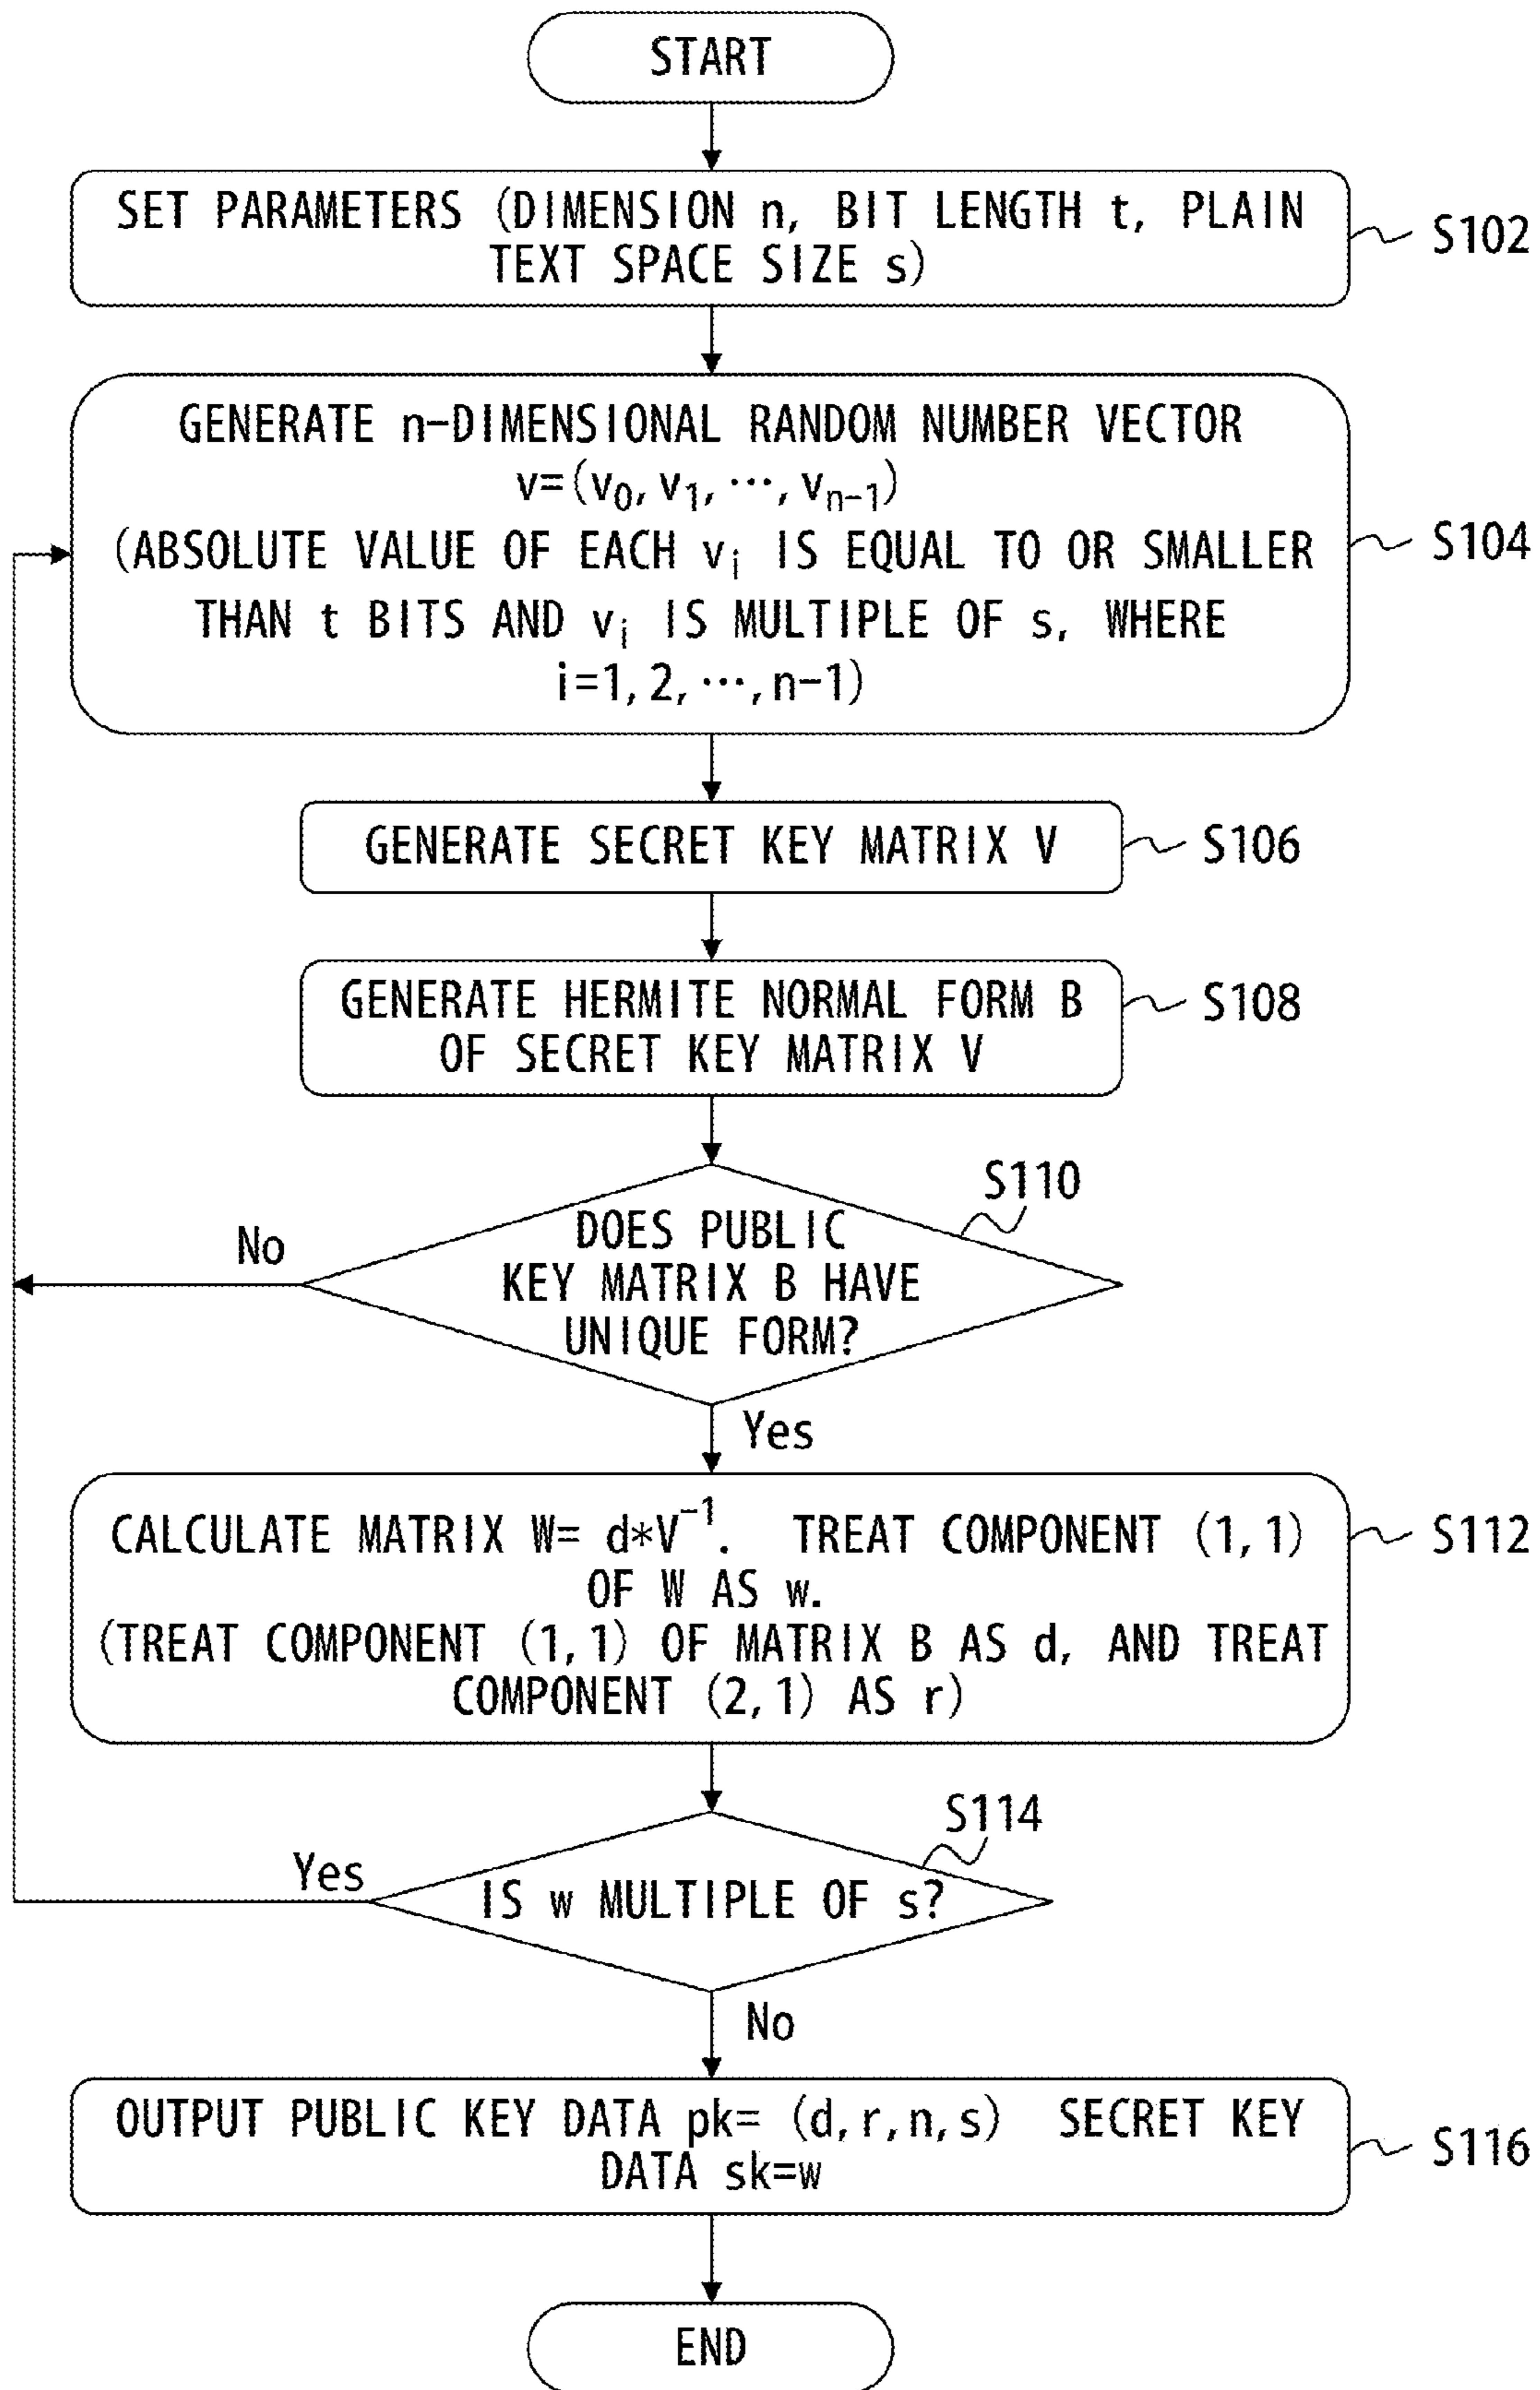 START
SET PARAMETERS (DIMENSION n, BIT LENGTH t, PLAIN
TEXT SPACE SIZE s)
S102
GENERATE n-DIMENSIONAL RANDOM NUMBER VECTOR
v=(v₀, v₁, ⋯, vₙ₋₁)
(ABSOLUTE VALUE OF EACH vᵢ IS EQUAL TO OR SMALLER
THAN t BITS AND vᵢ IS MULTIPLE OF s, WHERE
i=1, 2, ⋯, n-1)
S104
GENERATE SECRET KEY MATRIX V
S106
GENERATE HERMITE NORMAL FORM B
OF SECRET KEY MATRIX V
S108
S110
DOES PUBLIC
KEY MATRIX B HAVE
UNIQUE FORM?
No
Yes
CALCULATE MATRIX W= d*V⁻¹. TREAT COMPONENT (1, 1)
OF W AS w.
(TREAT COMPONENT (1, 1) OF MATRIX B AS d, AND TREAT
COMPONENT (2, 1) AS r)
S112
S114
Yes
IS w MULTIPLE OF s?
No
OUTPUT PUBLIC KEY DATA pk= (d, r, n, s) SECRET KEY
DATA sk=w
S116
END